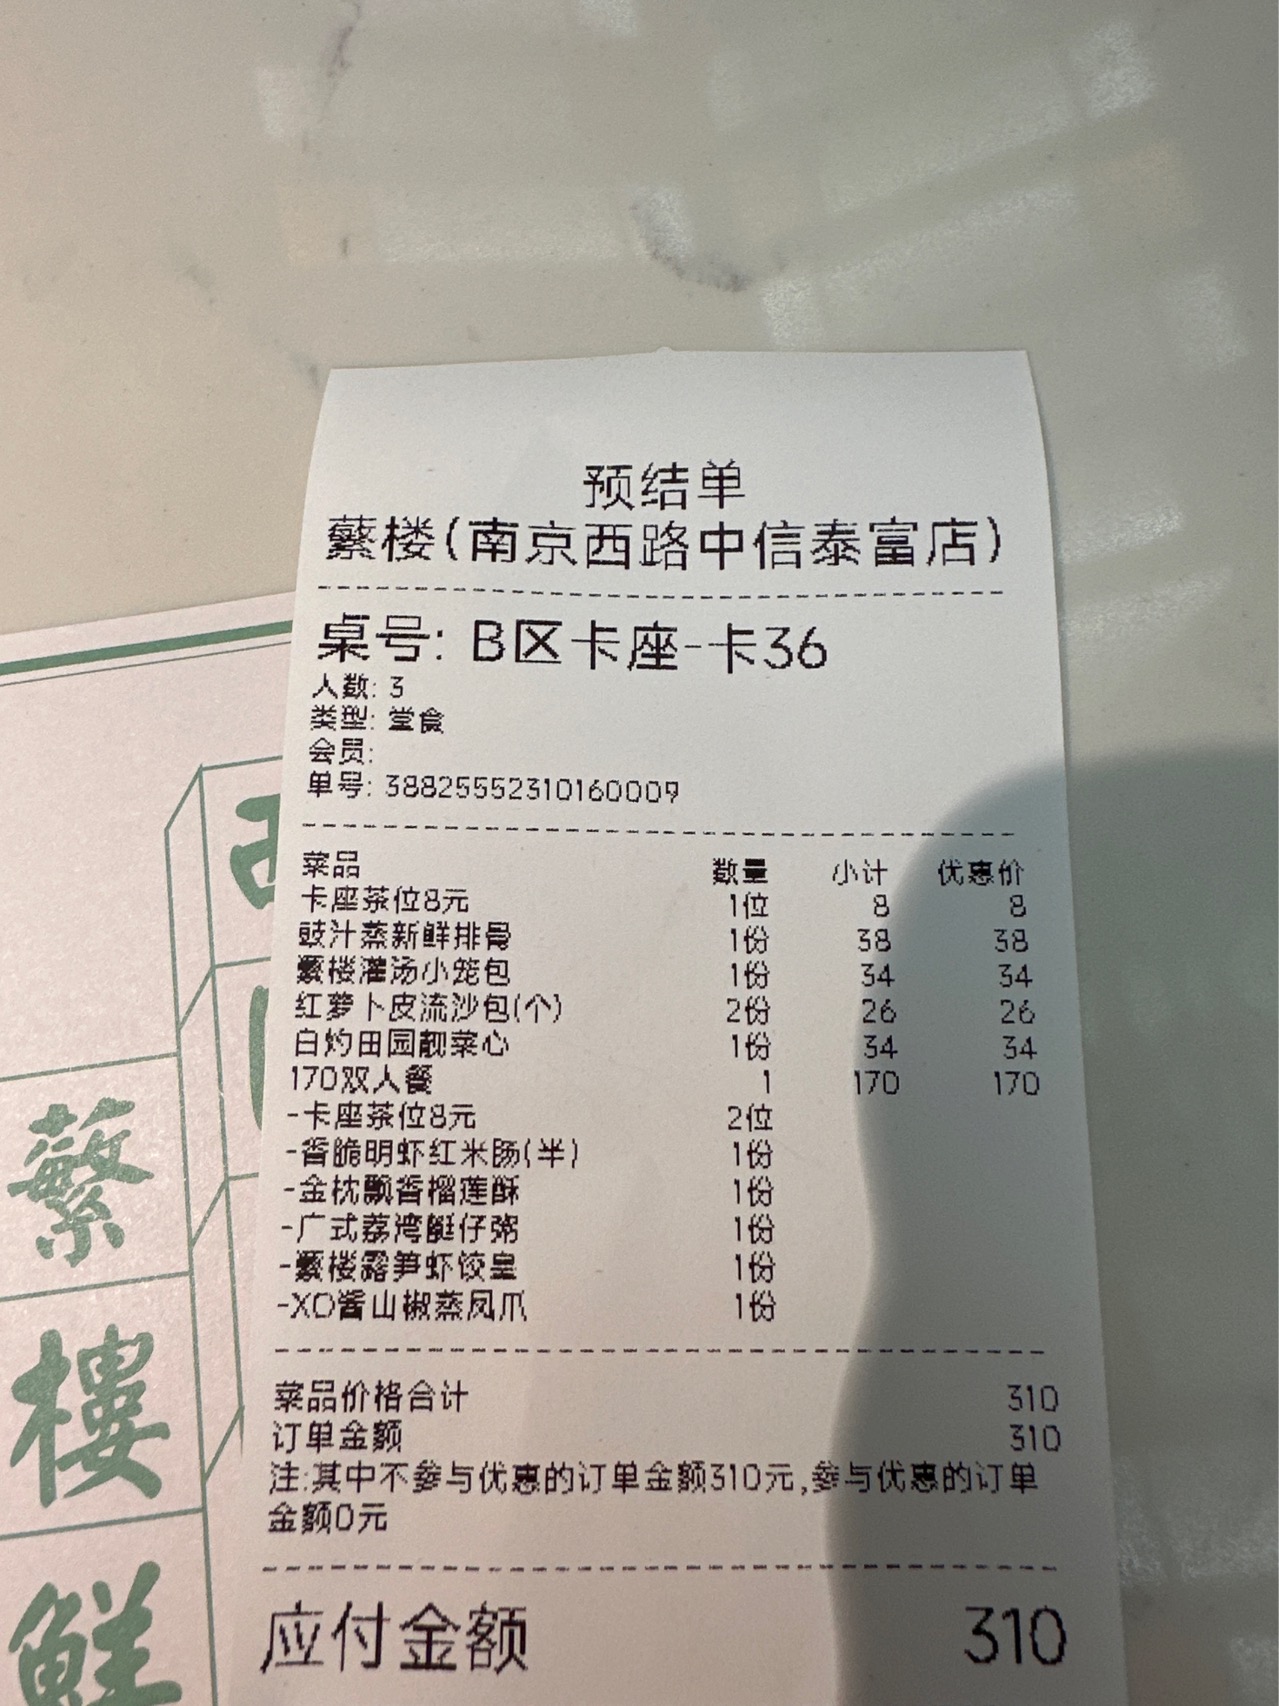 预结单
蘩楼(南京西路中信泰富店)
桌号: B区卡座-卡36
人数: 3
类型: 堂食
会员:
单号: 38825552310160009
菜品 数量 小计 优惠价
卡座茶位8元 1位 8 8
豉汁蒸新鲜排骨 1份 38 38
蘩楼灌汤小笼包 1份 34 34
红萝卜皮流沙包(个) 2份 26 26
白灼田园靓菜心 1份 34 34
170双人餐 1 170 170
-卡座茶位8元 2位
-香脆明虾红米肠(半) 1份
-金枕飘香榴莲酥 1份
-广式荔湾艇仔粥 1份
-蘩楼露笋虾饺皇 1份
-XO酱山椒蒸凤爪 1份
菜品价格合计 310
订单金额 310
注:其中不参与优惠的订单金额310元,参与优惠的订单
金额0元
应付金额 310
西
蘩
樓
鮮